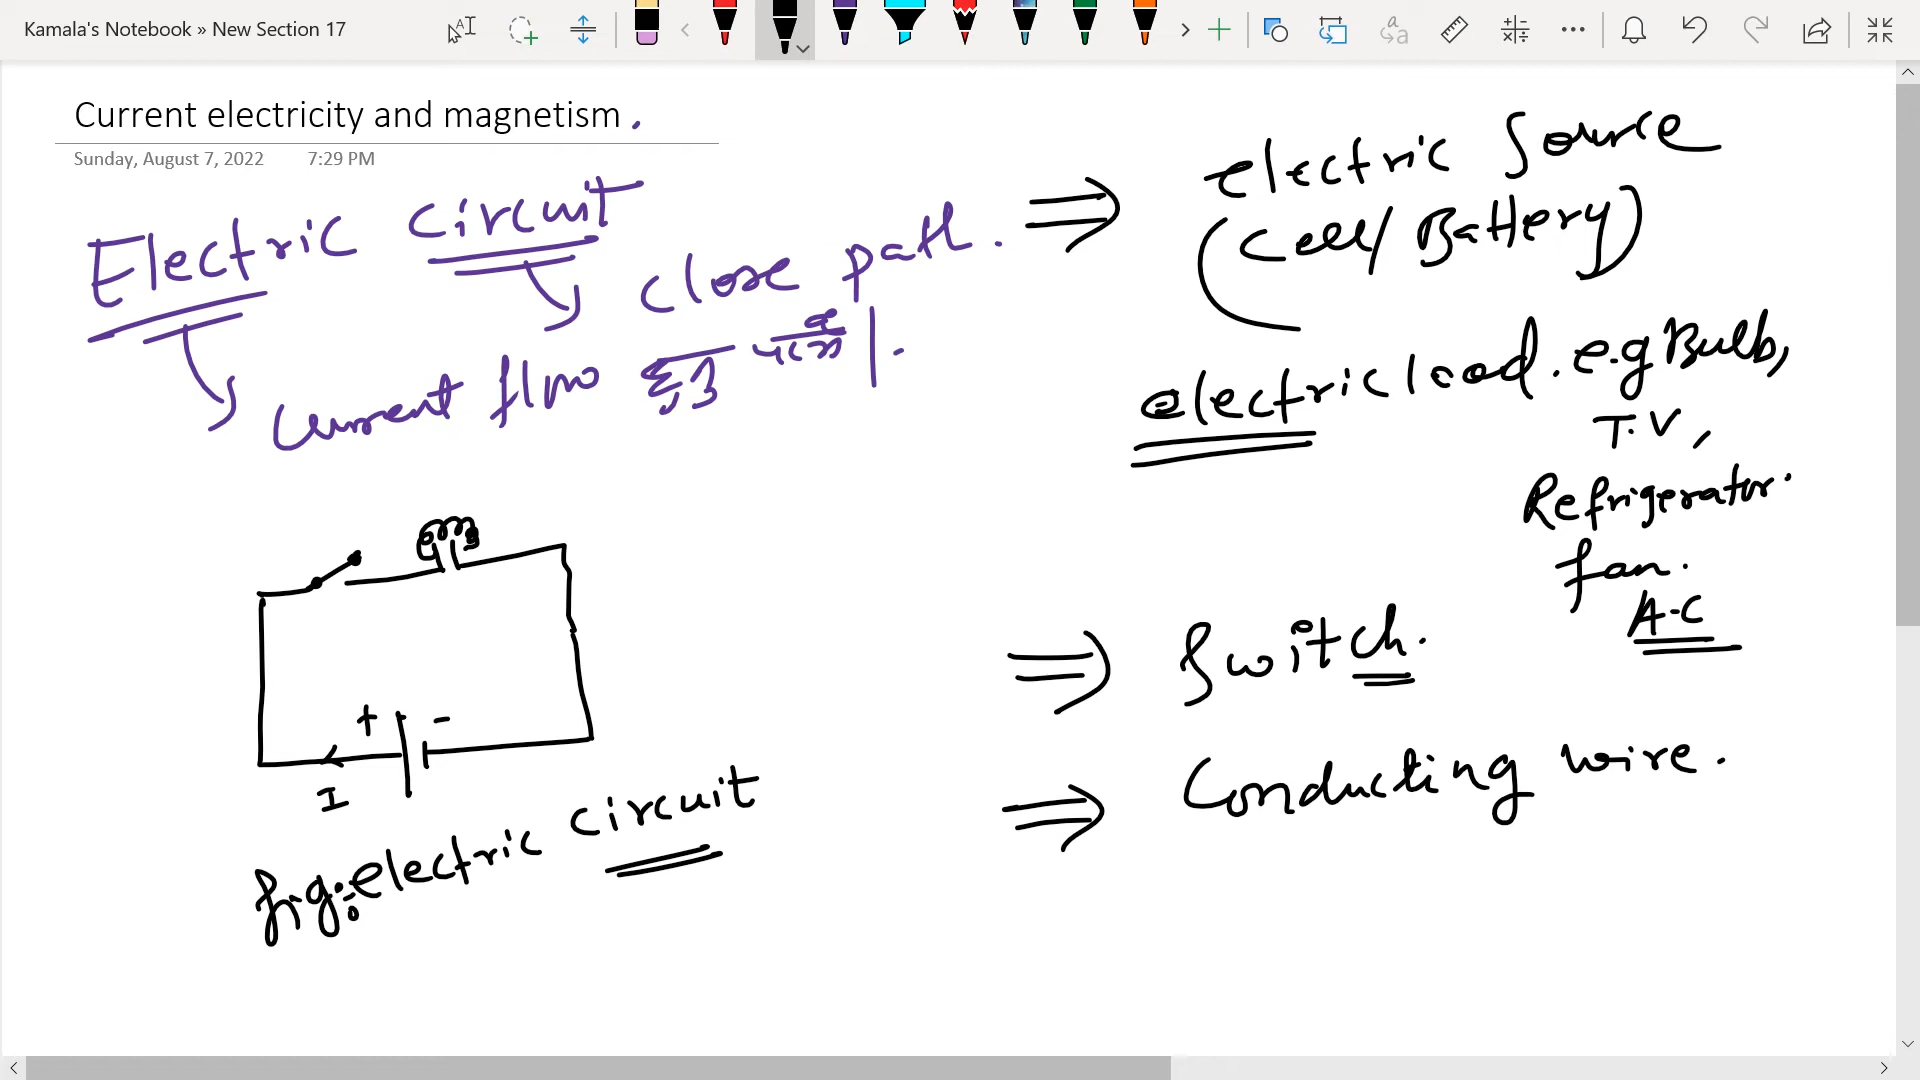 Kamala's Notebook » New Section 17
Current electricity and magnetism .
Sunday, August 7, 2022 7:29 PM
Electric circuit
close path.
current flow
electric source
(cell/Battery)
electric load. e.g Bulb,
T.V,
Refrigerator.
fan.
A.C
Switch.
Conducting wire.
+ -
I
fig: electric circuit